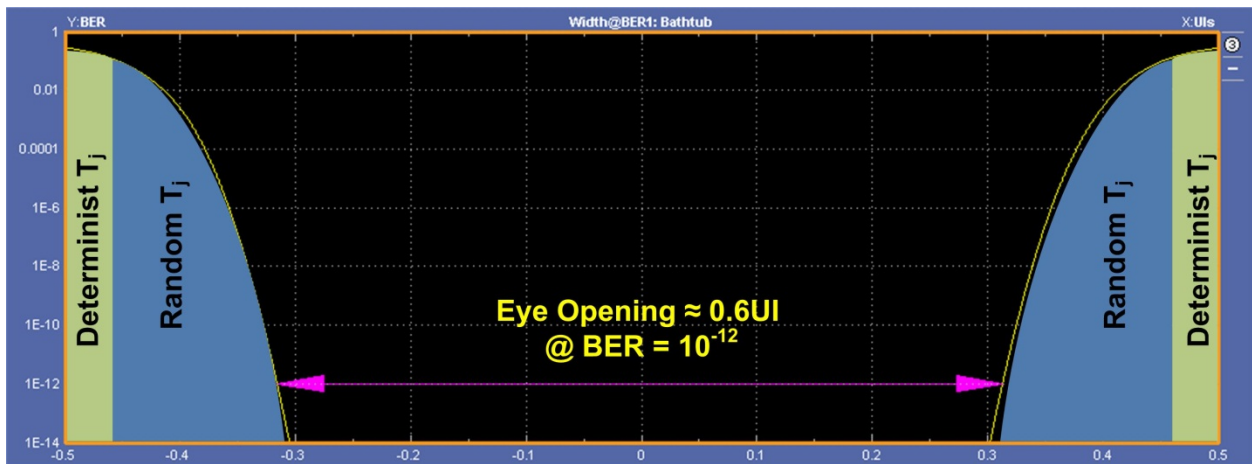 Y:BER Width@BER1: Bathtub X:UIs
1
3
0.01
0.0001
1E-6
1E-8
1E-10
1E-12
1E-14
Determinist Tj
Random Tj
Eye Opening ≈ 0.6UI
@ BER = 10⁻¹²
Random Tj
Determinist Tj
-0.5 -0.4 -0.3 -0.2 -0.1 0 0.1 0.2 0.3 0.4 0.5